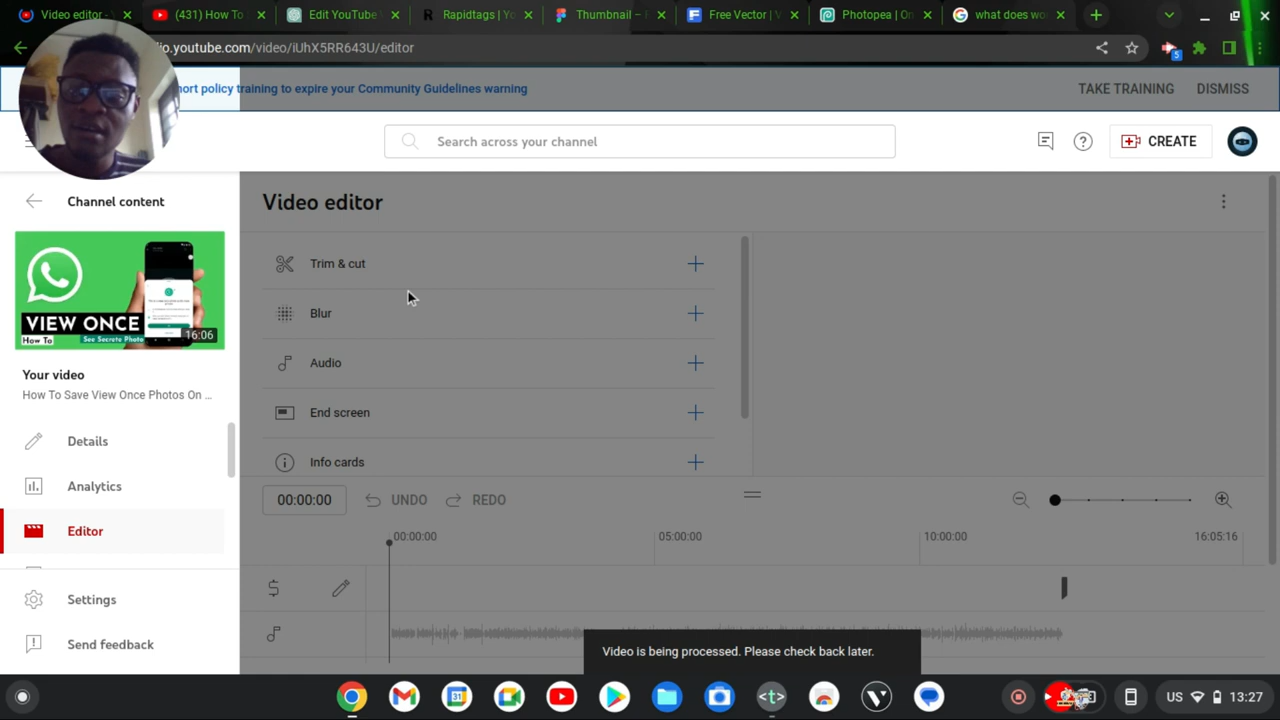 Video editor -
(431) How To
Edit YouTube
Rapidtags |
Thumbnail –
Free Vector |
Photopea | On
what does wo
io.youtube.com/video/iUhX5RR643U/editor
5
hort policy training to expire your Community Guidelines warning
TAKE TRAINING
DISMISS
Search across your channel
CREATE
Channel content
VIEW ONCE
How To
See Secrete Photo
16:06
Your video
How To Save View Once Photos On ...
Details
Analytics
Editor
Settings
Send feedback
Video editor
Trim & cut
Blur
Audio
End screen
Info cards
00:00:00
UNDO
REDO
00:00:00
05:00:00
10:00:00
16:05:16
Video is being processed. Please check back later.
31
<t>
US
13:27